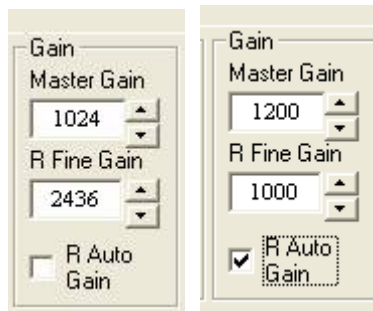 Gain
Master Gain
1024
R Fine Gain
2436
R Auto
Gain
Gain
Master Gain
1200
R Fine Gain
1000
R Auto
Gain